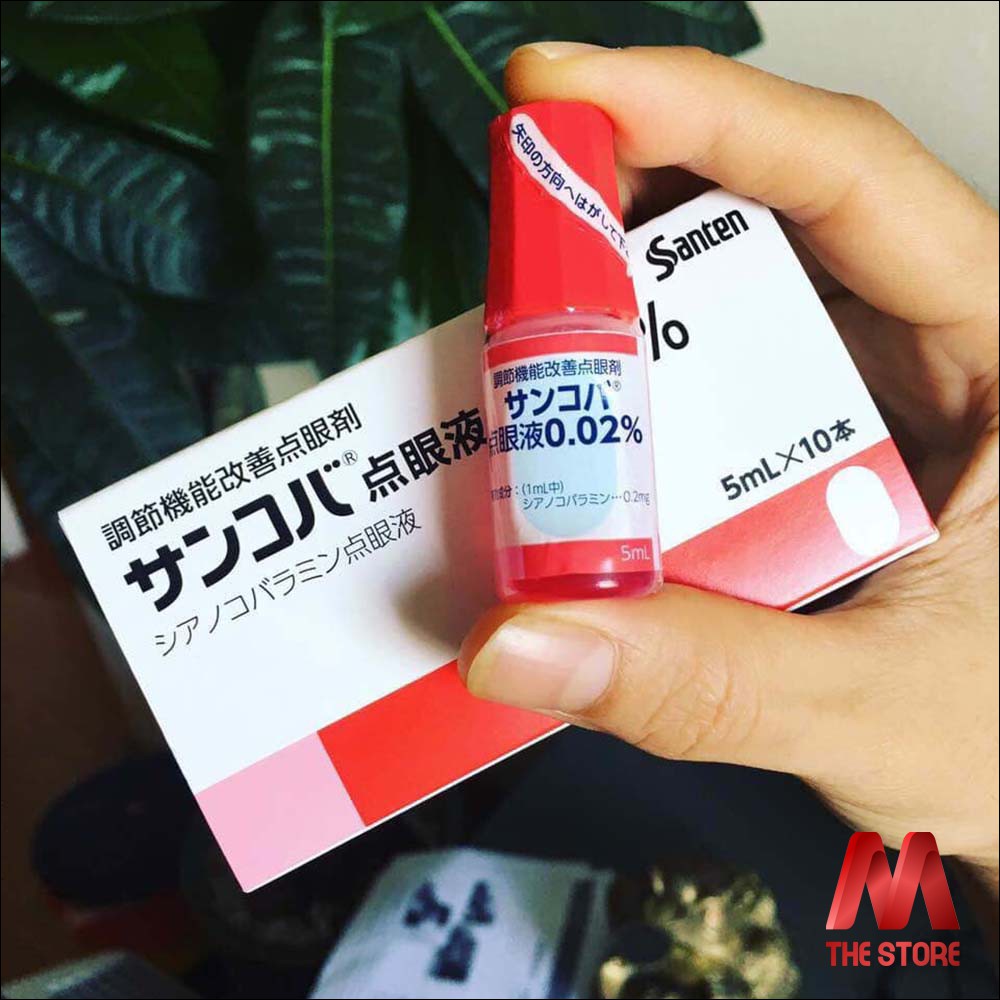 Santen
%
5mL×10本
調節機能改善点眼剤
サンコバ® 点眼液
シアノコバラミン点眼液
矢印の方向へはがして下
調節機能改善点眼剤
サンコバ®
点眼液0.02%
成分：(1mL中)
シアノコバラミン…0.2mg
5mL
M
THE STORE